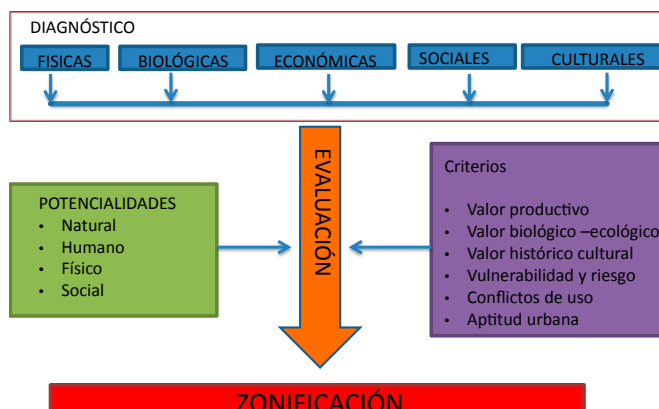 DIAGNÓSTICO
FISICAS BIOLÓGICAS ECONÓMICAS SOCIALES CULTURALES
EVALUACIÓN
POTENCIALIDADES
• Natural
• Humano
• Físico
• Social
Criterios
• Valor productivo
• Valor biológico –ecológico
• Valor histórico cultural
• Vulnerabilidad y riesgo
• Conflictos de uso
• Aptitud urbana
ZONIFICACIÓN